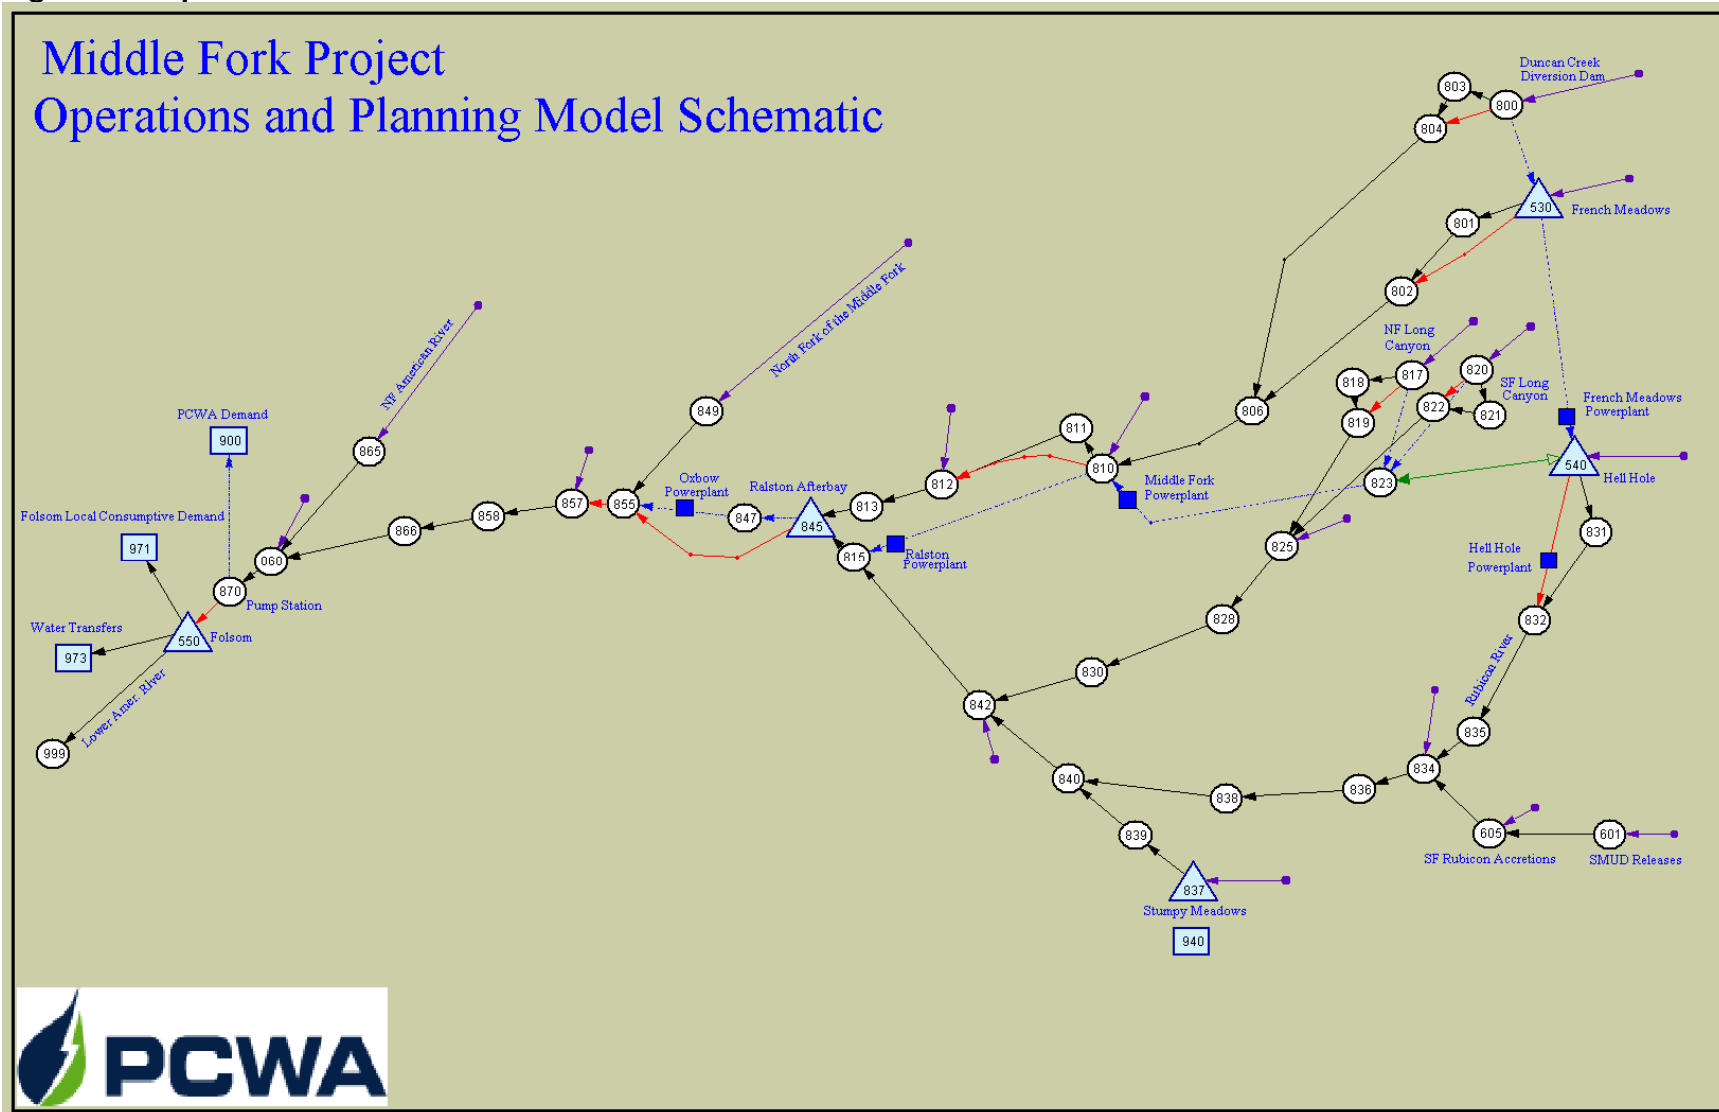 Middle Fork Project
Operations and Planning Model Schematic
Duncan Creek
Diversion Dam
803
800
804
530
French Meadows
801
802
North Fork of the Middle Fork
NF American River
NF Long
Canyon
817
820
818
SF Long
Canyon
822
821
819
French Meadows
Powerplant
PCWA Demand
900
865
849
806
811
810
540
Hell Hole
823
Middle Fork
Powerplant
812
Oxbow
Powerplant
Ralston Afterbay
857
855
847
845
813
858
866
Folsom Local Consumptive Demand
971
060
815
Ralston
Powerplant
825
831
Hell Hole
Powerplant
870
Pump Station
Water Transfers
973
550
Folsom
828
832
Rubicon River
830
842
Lower Amer. River
999
835
834
840
838
836
839
605
601
SF Rubicon Accretions
SMUD Releases
837
Stumpy Meadows
940
PCWA